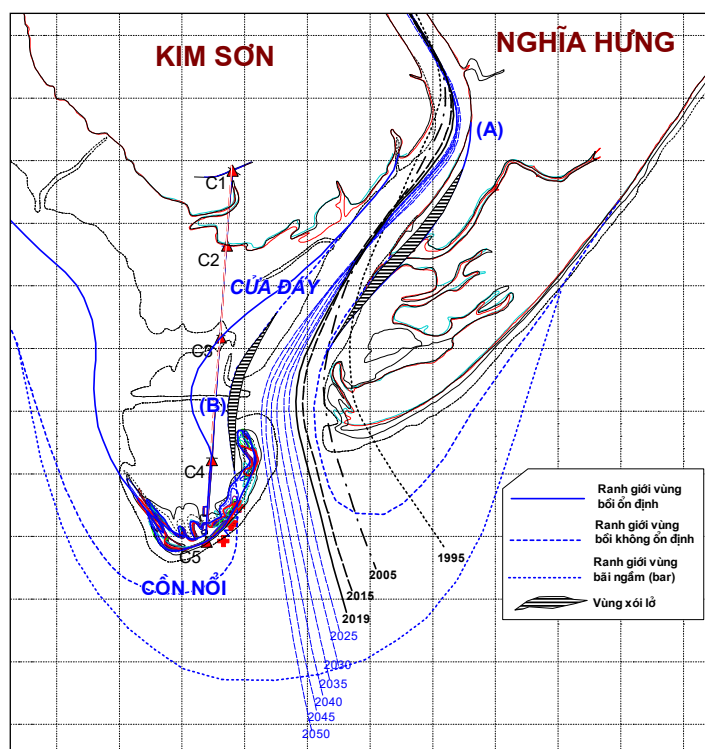 KIM SƠN
NGHĨA HƯNG
(A)
C1
C2
CỬA ĐÁY
C3
(B)
C4
C5
CỒN NỔI
1995
2005
2015
2019
2025
2030
2035
2040
2045
2050
Ranh giới vùng
bồi ổn định
Ranh giới vùng
bồi không ổn định
Ranh giới vùng
bãi ngầm (bar)
Vùng xói lở